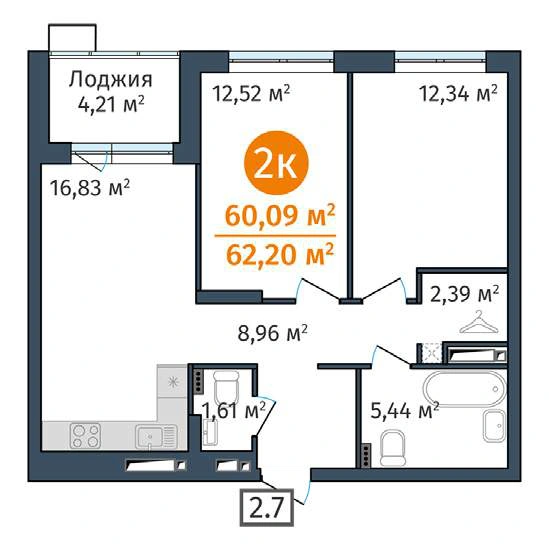 Лоджия
4,21 м²
12,52 м²
12,34 м²
2к
16,83 м²
60,09 м²
62,20 м²
2,39 м²
8,96 м²
1,61 м²
5,44 м²
2.7